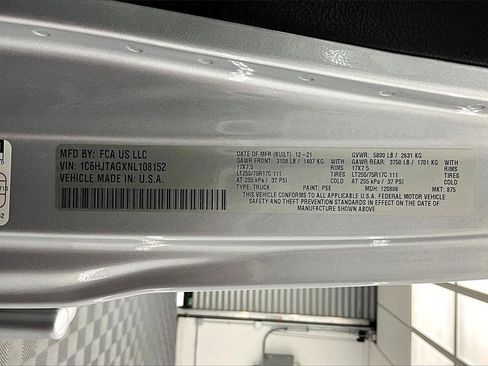 MFD BY: FCA US LLC
VIN: 1C6HJTAGXNL108152
VEHICLE MADE IN U.S.A.
DATE OF MFR (BUILT) 12-21
GAWR FRONT: 3100 LB / 1407 KG
17X7.5 RIMS
LT255/75R17C 111 TIRES
AT 255 kPa / 37 PSI COLD
TYPE: TRUCK PAINT: PSE
GVWR: 5800 LB / 2631 KG
GAWR REAR: 3750 LB / 1701 KG
17X7.5 RIMS
LT255/75R17C 111 TIRES
AT 255 kPa / 37 PSI COLD
MDH: 120806 MKT: 875
THIS VEHICLE CONFORMS TO ALL APPLICABLE U.S.A. FEDERAL MOTOR VEHICLE
SAFETY AND THEFT PREVENTION STANDARDS IN EFFECT ON THE DATE OF
MANUFACTURE SHOWN ABOVE.